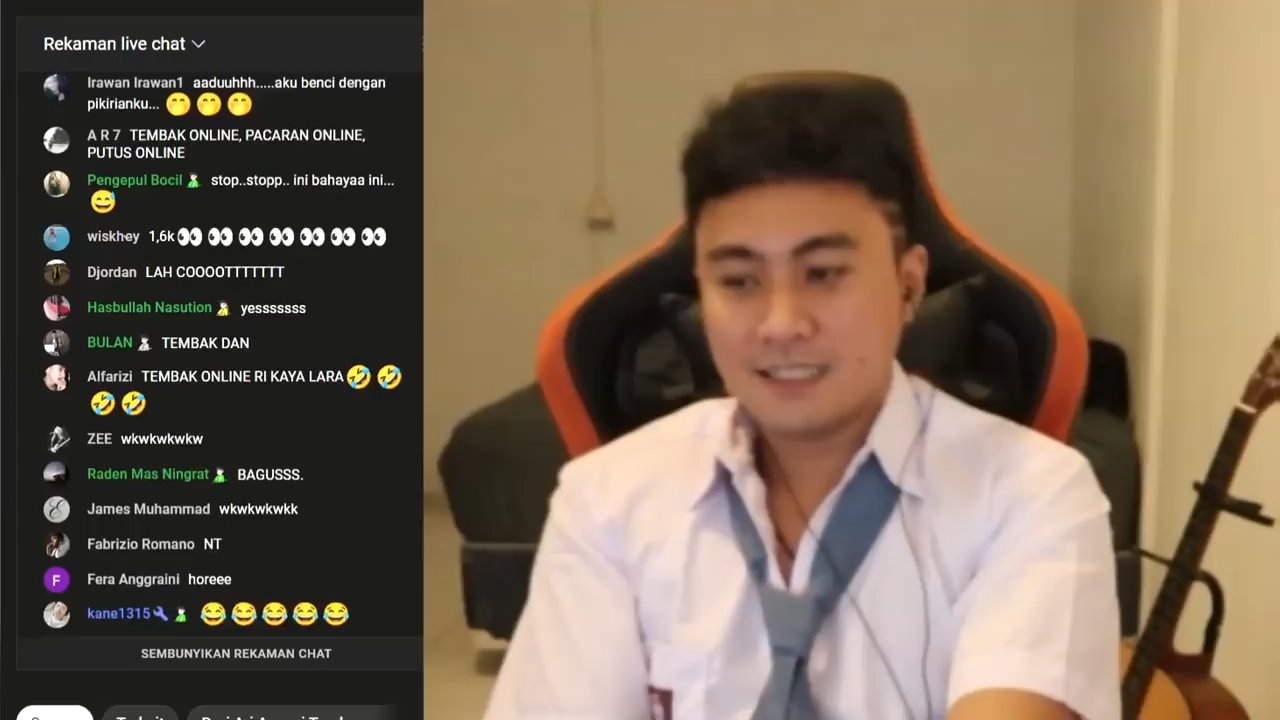 Rekaman live chat
Irawan Irawan1 aaduuhhh.....aku benci dengan
pikirianku... 🤭🤭🤭
A R 7 TEMBAK ONLINE, PACARAN ONLINE,
PUTUS ONLINE
Pengepul Bocil stop..stopp.. ini bahayaa ini...
😅
wiskhey 1,6k👀👀👀👀👀👀👀
Djordan LAH COOOOTTTTTTT
Hasbullah Nasution yesssssss
BULAN TEMBAK DAN
Alfarizi TEMBAK ONLINE RI KAYA LARA🤣🤣
🤣🤣
ZEE wkwkwkwkw
Raden Mas Ningrat BAGUSSS.
James Muhammad wkwkwkwkk
Fabrizio Romano NT
F Fera Anggraini horeee
kane1315 😂😂😂😂😂
SEMBUNYIKAN REKAMAN CHAT